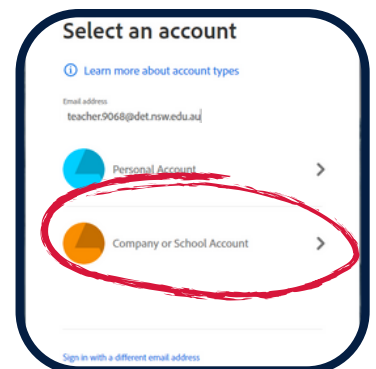 Select an account
Learn more about account types
Email address
teacher.9068@det.nsw.edu.au
Personal Account
Company or School Account
Sign in with a different email address